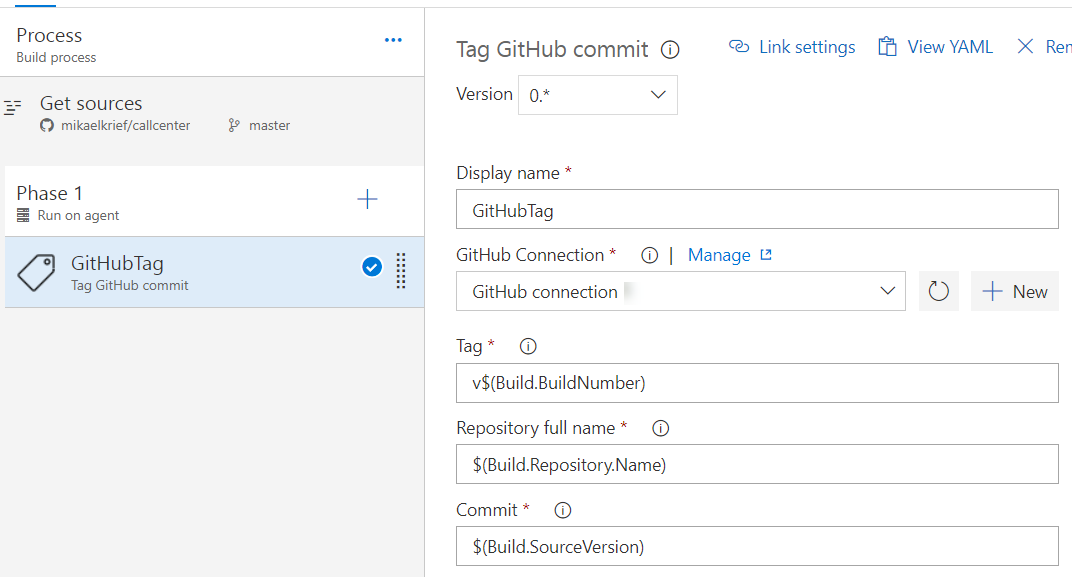 Process
Build process
Get sources
mikaelkrief/callcenter master
Phase 1
Run on agent
GitHubTag
Tag GitHub commit
Tag GitHub commit Link settings View YAML
Version 0.*
Display name *
GitHubTag
GitHub Connection * | Manage
GitHub connection New
Tag *
v$(Build.BuildNumber)
Repository full name *
$(Build.Repository.Name)
Commit *
$(Build.SourceVersion)